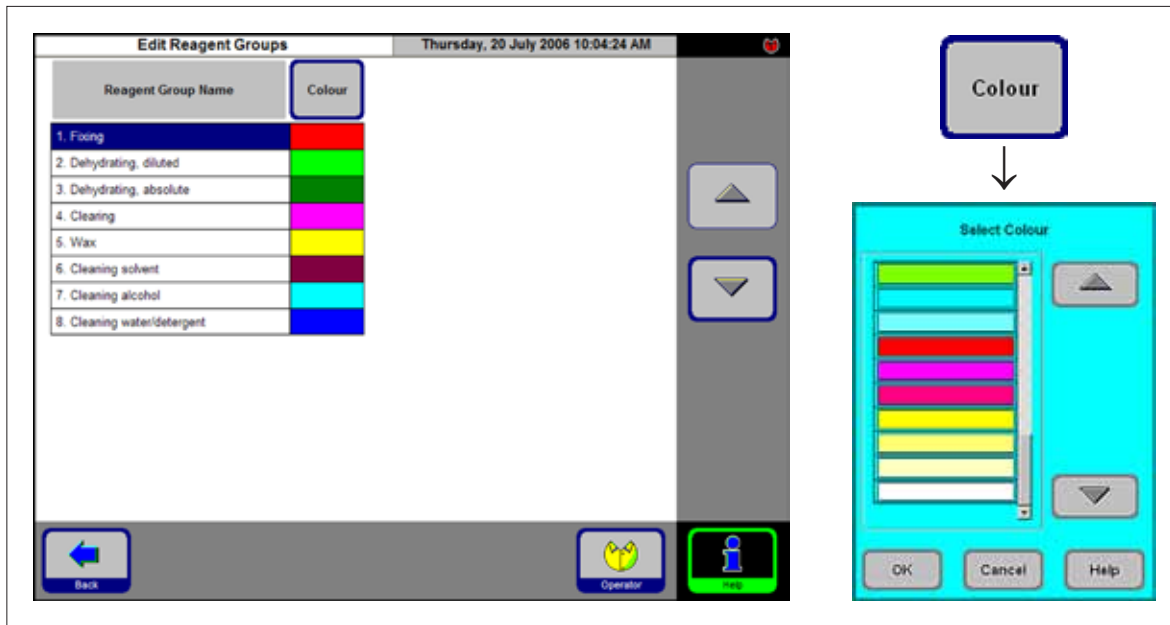 Edit Reagent Groups
Thursday, 20 July 2006 10:04:24 AM
Reagent Group Name
Colour
1. Fixing
2. Dehydrating, diluted
3. Dehydrating, absolute
4. Clearing
5. Wax
6. Cleaning solvent
7. Cleaning alcohol
8. Cleaning water/detergent
Back
Operator
Help
Colour
Select Colour
OK
Cancel
Help